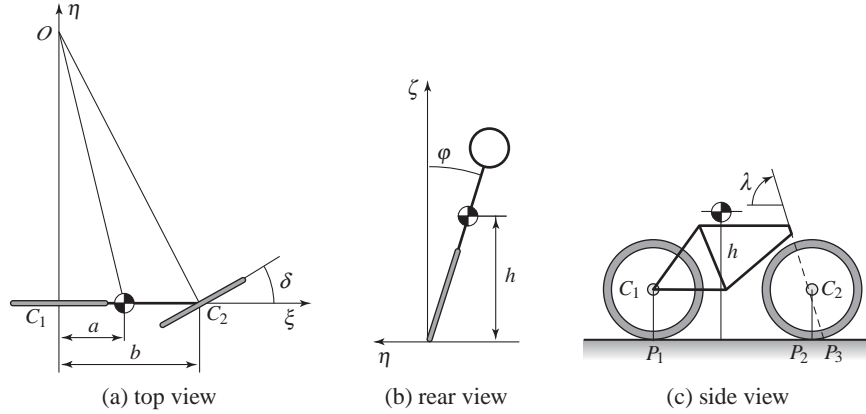 η
O
C₁
a
b
C₂
δ
ξ
(a) top view
ζ
φ
h
η
(b) rear view
λ
h
C₁
C₂
P₁
P₂
P₃
(c) side view